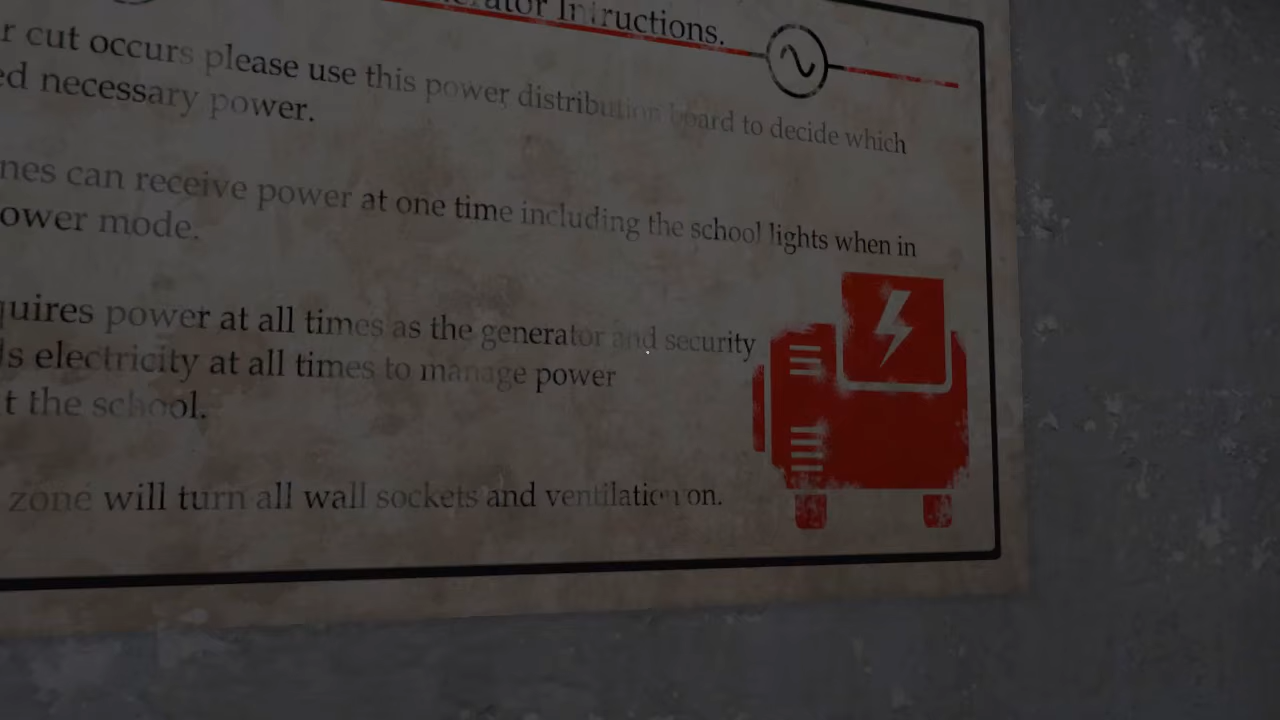 Intructions.
r cut occurs please use this power distribution board to decide which
ed necessary power.
nes can receive power at one time including the school lights when in
ower mode.
quires power at all times as the generator and security
ds electricity at all times to manage power
t the school.
zone will turn all wall sockets and ventilation on.